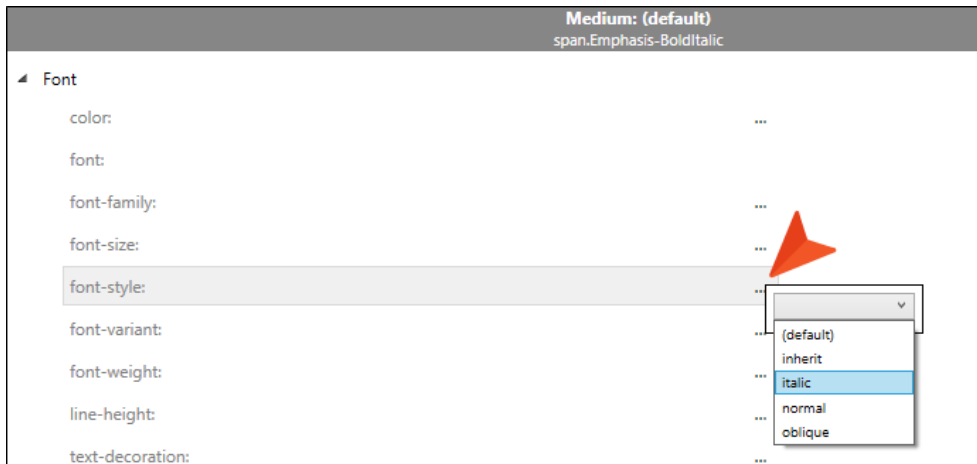 Medium: (default)
span.Emphasis-BoldItalic
Font
color: ...
font:
font-family: ...
font-size: ...
font-style: ...
font-variant: ...
font-weight: ...
line-height: ...
text-decoration: ...
(default)
inherit
italic
normal
oblique